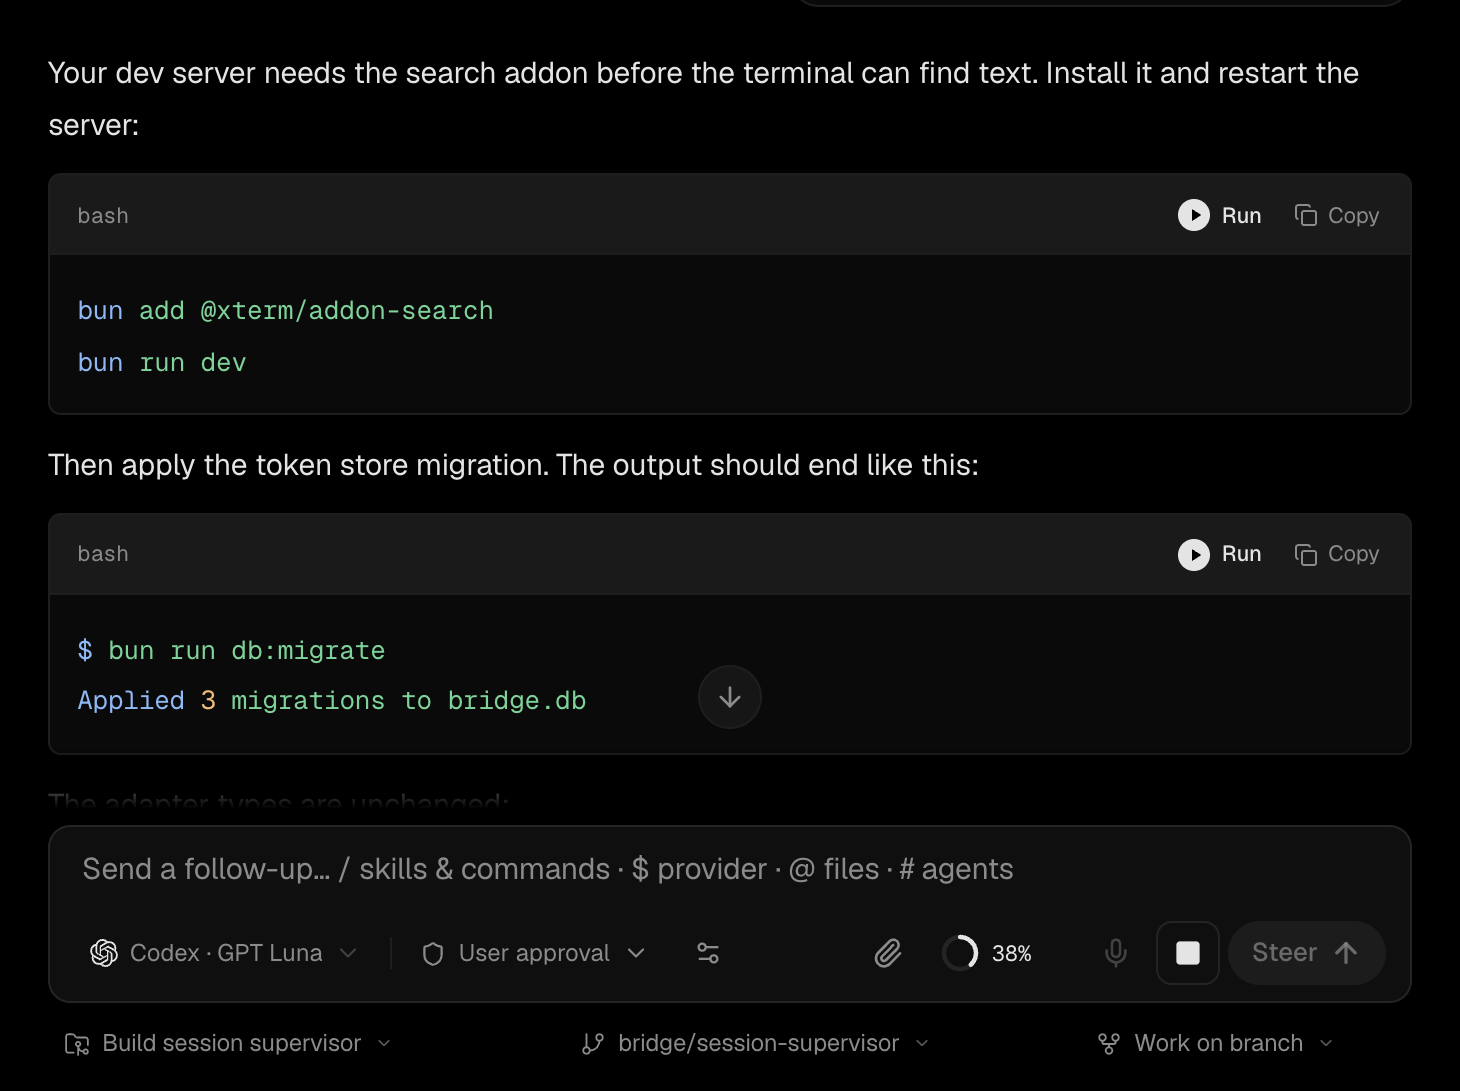 Your dev server needs the search addon before the terminal can find text. Install it and restart the
server:
bash
Run
Copy
bun add @xterm/addon-search
bun run dev
Then apply the token store migration. The output should end like this:
bash
Run
Copy
$ bun run db:migrate
Applied 3 migrations to bridge.db
The adapter types are unchanged:
Send a follow-up... / skills & commands · $ provider · @ files · # agents
Codex · GPT Luna
User approval
38%
Steer
Build session supervisor
bridge/session-supervisor
Work on branch